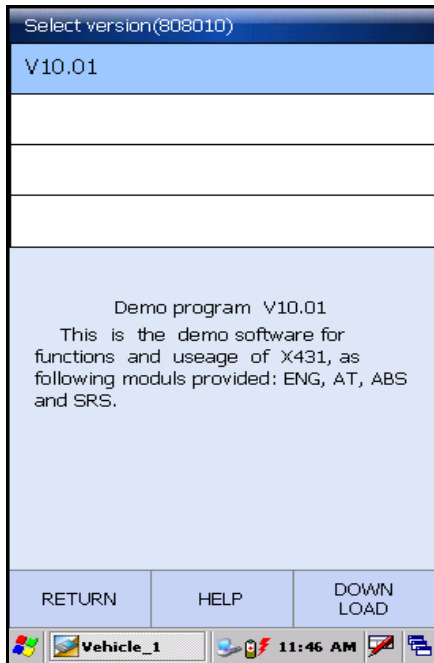 Select version(808010)
V10.01
Demo program V10.01
This is the demo software for
functions and useage of X431, as
following moduls provided: ENG, AT, ABS
and SRS.
RETURN
HELP
DOWN
LOAD
Vehicle_1
11:46 AM